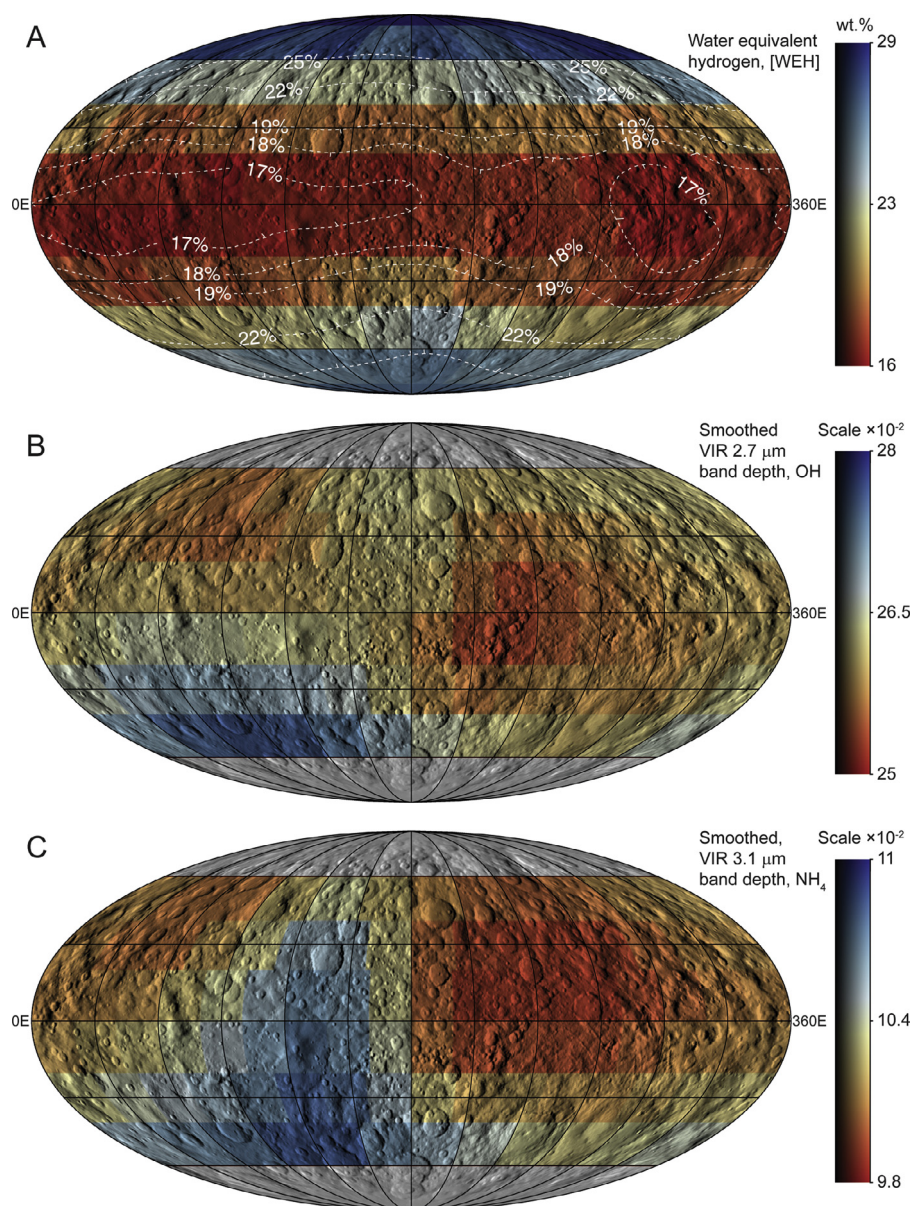 A
Water equivalent
hydrogen, [WEH]
wt.%
29
23
16
25%
25%
22%
22%
19%
19%
18%
18%
17%
17%
0E
360E
17%
18%
18%
19%
19%
22%
22%
B
Smoothed
VIR 2.7 μm
band depth, OH
Scale ×10⁻²
28
26.5
25
0E
360E
C
Smoothed,
VIR 3.1 μm
band depth, NH₄
Scale ×10⁻²
11
10.4
9.8
0E
360E